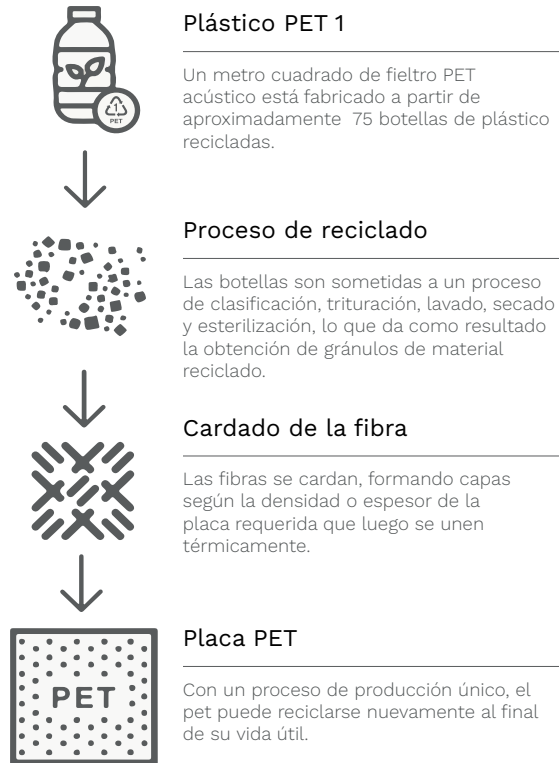 Plástico PET 1
Un metro cuadrado de fieltro PET
acústico está fabricado a partir de
aproximadamente  75 botellas de plástico
recicladas.
1
PET
Proceso de reciclado
Las botellas son sometidas a un proceso
de clasificación, trituración, lavado, secado
y esterilización, lo que da como resultado
la obtención de gránulos de material
reciclado.
Cardado de la fibra
Las fibras se cardan, formando capas
según la densidad o espesor de la
placa requerida que luego se unen
térmicamente.
Placa PET
PET
Con un proceso de producción único, el
pet puede reciclarse nuevamente al final
de su vida útil.